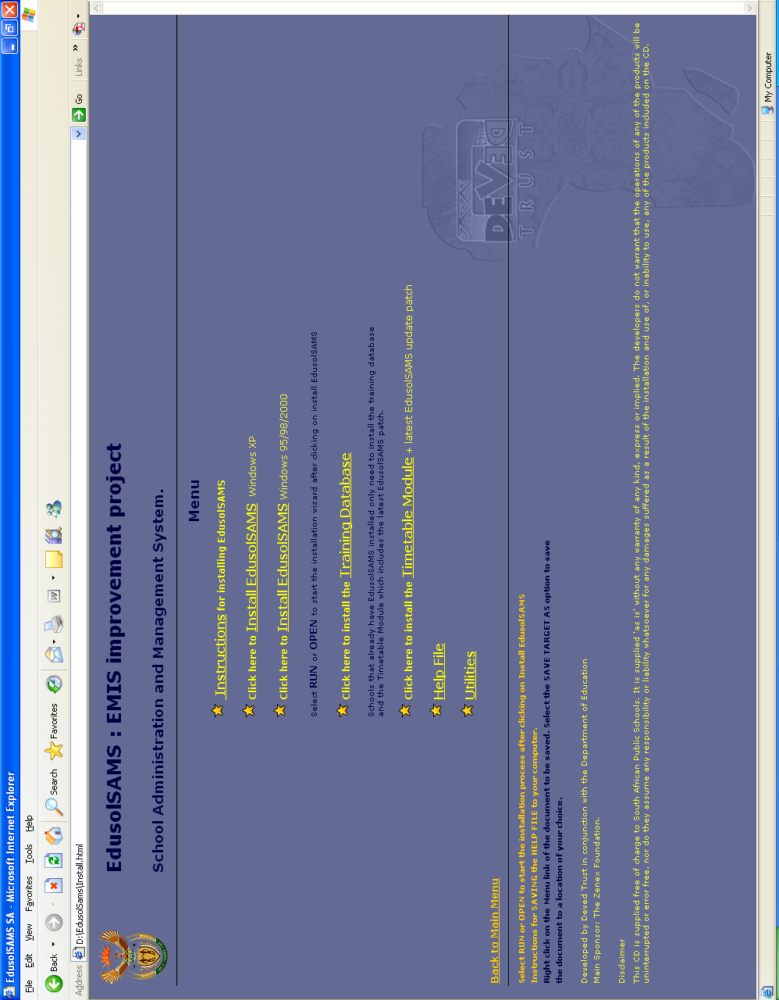 EdusolSAMS SA - Microsoft Internet Explorer
File Edit View Favorites Tools Help
Back Search Favorites
Address D:\EdusolSams\Install.html Go Links
EdusolSAMS : EMIS improvement project
School Administration and Management System.
Menu
Instructions for installing EdusolSAMS
Click here to Install EdusolSAMS Windows XP
Click here to Install EdusolSAMS Windows 95/98/2000
Select RUN or OPEN to start the installation wizard after clicking on install EdusolSAMS
Click here to install the Training Database
Schools that already have EdusolSAMS installed only need to install the training database
and the Timetable Module which includes the latest EdusolSAMS patch.
Click here to install the Timetable Module + latest EdusolSAMS update patch
Help File
Utilities
DEVED
TRUST
Back to Main Menu
Select RUN or OPEN to start the installation process after clicking on Install EdusolSAMS
Instructions for SAVING the HELP FILE to your computer.
Right click on the Menu link of the document to be saved. Select the SAVE TARGET AS option to save
the document to a location of your choice.
Developed by Deved Trust in conjunction with the Department of Education
Main Sponsor: The Zenex Foundation.
Disclaimer
This CD is supplied free of charge to South African Public Schools. It is supplied 'as is' without any warranty of any kind, express or implied. The developers do not warrant that the operations of any of the products will be
uninterrupted or error free, nor do they assume any responsibility or liability whatsoever for any damages suffered as a result of the installation and use of, or inability to use, any of the products included on the CD.
My Computer